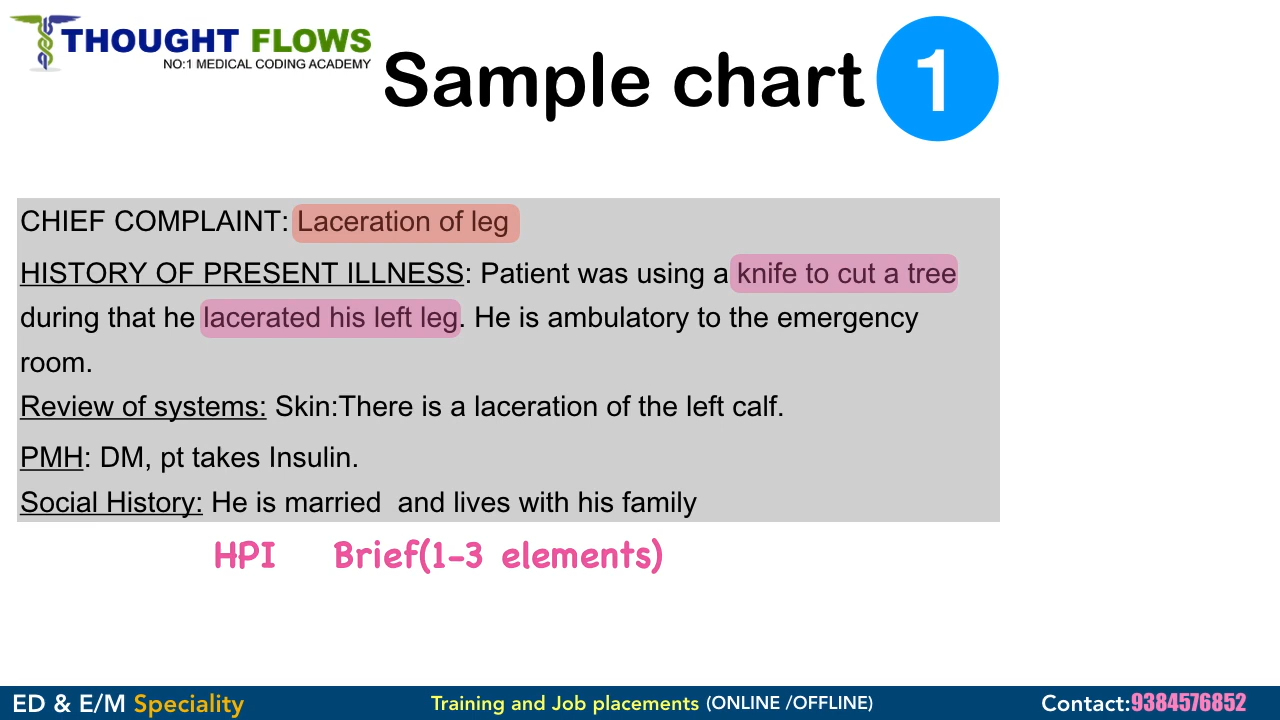 THOUGHT FLOWS
NO:1 MEDICAL CODING ACADEMY
Sample chart 1
CHIEF COMPLAINT: Laceration of leg
HISTORY OF PRESENT ILLNESS: Patient was using a knife to cut a tree
during that he lacerated his left leg. He is ambulatory to the emergency
room.
Review of systems: Skin:There is a laceration of the left calf.
PMH: DM, pt takes Insulin.
Social History: He is married  and lives with his family
HPI Brief(1-3 elements)
ED & E/M Speciality Training and Job placements (ONLINE /OFFLINE) Contact:9384576852